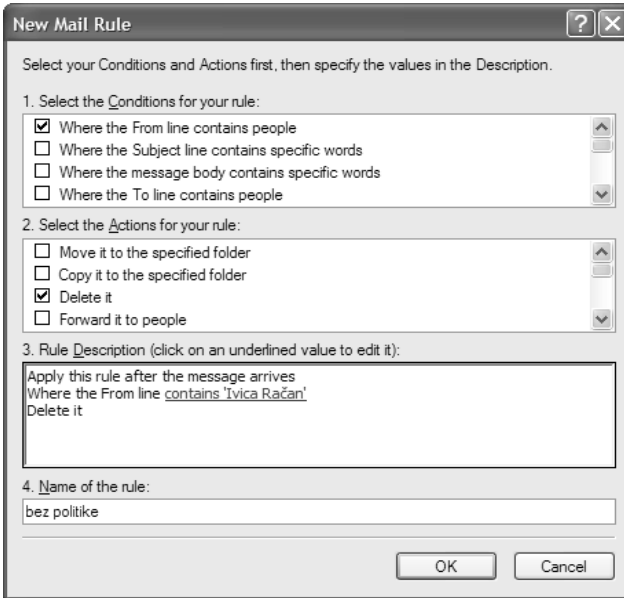 New Mail Rule
Select your Conditions and Actions first, then specify the values in the Description.
1. Select the Conditions for your rule:
Where the From line contains people
Where the Subject line contains specific words
Where the message body contains specific words
Where the To line contains people
2. Select the Actions for your rule:
Move it to the specified folder
Copy it to the specified folder
Delete it
Forward it to people
3. Rule Description (click on an underlined value to edit it):
Apply this rule after the message arrives
Where the From line contains 'Ivica Račan'
Delete it
4. Name of the rule:
bez politike
OK Cancel